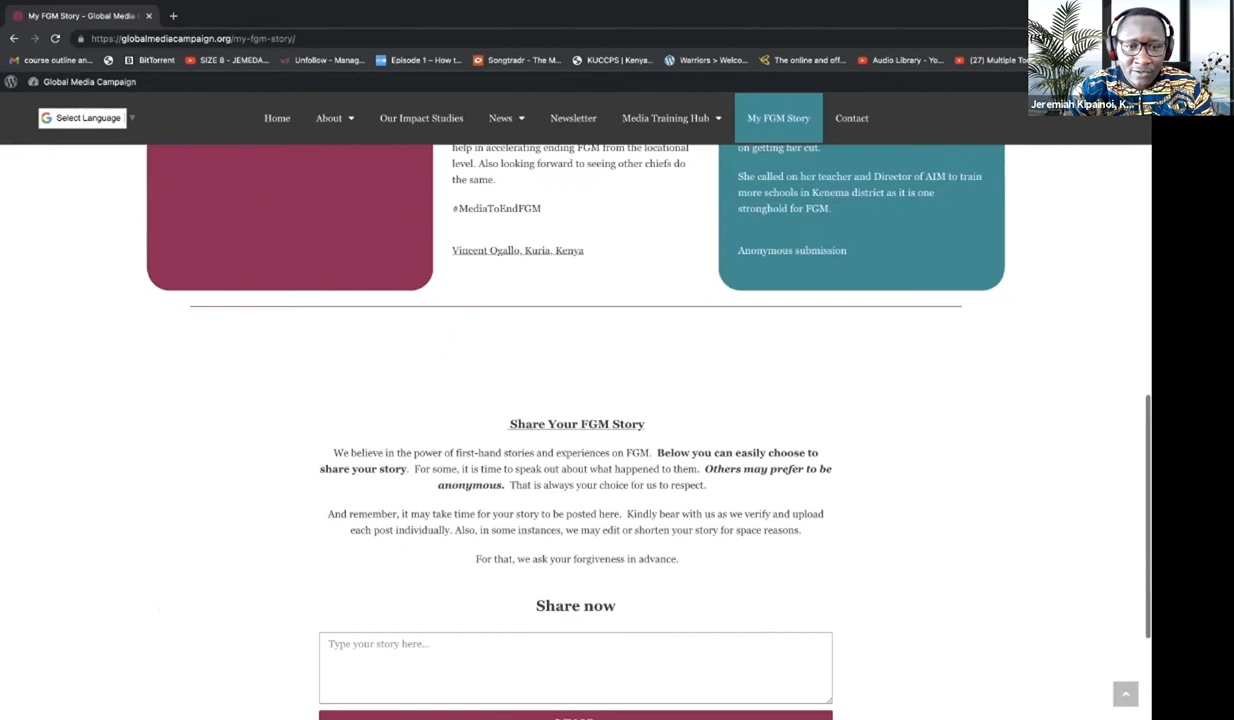 My FGM Story - Global Media
https://globalmediacampaign.org/my-fgm-story/
course outline an...
BitTorrent
SIZE 8 - JEMEDA...
Unfollow - Manag...
Episode 1 – How t...
Songtradr - The M...
KUCCPS | Kenya...
Warriors > Welco...
The online and off...
Audio Library - Yo...
(27) Multiple To
Global Media Campaign
Jeremiah Kipainoi, K...
Select Language
Home
About
Our Impact Studies
News
Newsletter
Media Training Hub
My FGM Story
Contact
help in accelerating ending FGM from the locational
level. Also looking forward to seeing other chiefs do
the same.
#MediaToEndFGM
Vincent Ogallo, Kuria, Kenya
on getting her cut.
She called on her teacher and Director of AIM to train
more schools in Kenema district as it is one
stronghold for FGM.
Anonymous submission
Share Your FGM Story
We believe in the power of first-hand stories and experiences on FGM. Below you can easily choose to
share your story. For some, it is time to speak out about what happened to them. Others may prefer to be
anonymous. That is always your choice for us to respect.
And remember, it may take time for your story to be posted here. Kindly bear with us as we verify and upload
each post individually. Also, in some instances, we may edit or shorten your story for space reasons.
For that, we ask your forgiveness in advance.
Share now
Type your story here...